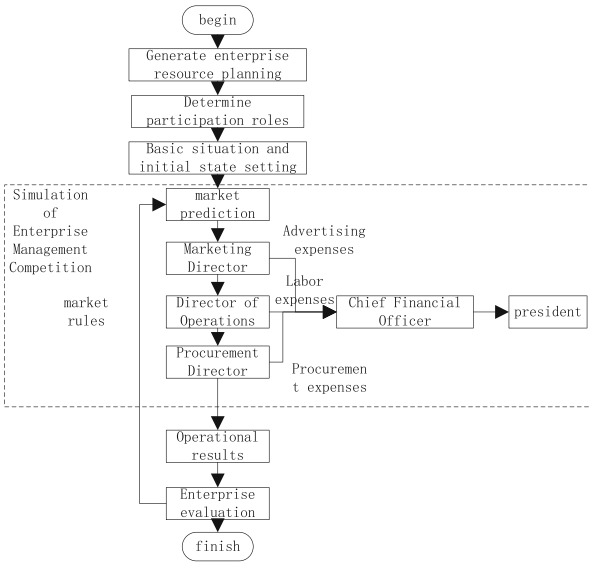 begin
Generate enterprise
resource planning
Determine
participation roles
Basic situation and
initial state setting
Simulation
of
Enterprise
Management
Competition
market
prediction
Advertising
expenses
Marketing
Director
Labor
expenses
market
rules
Director of
Operations
Chief Financial
Officer
president
Procurement
Director
Procuremen
t expenses
Operational
results
Enterprise
evaluation
finish